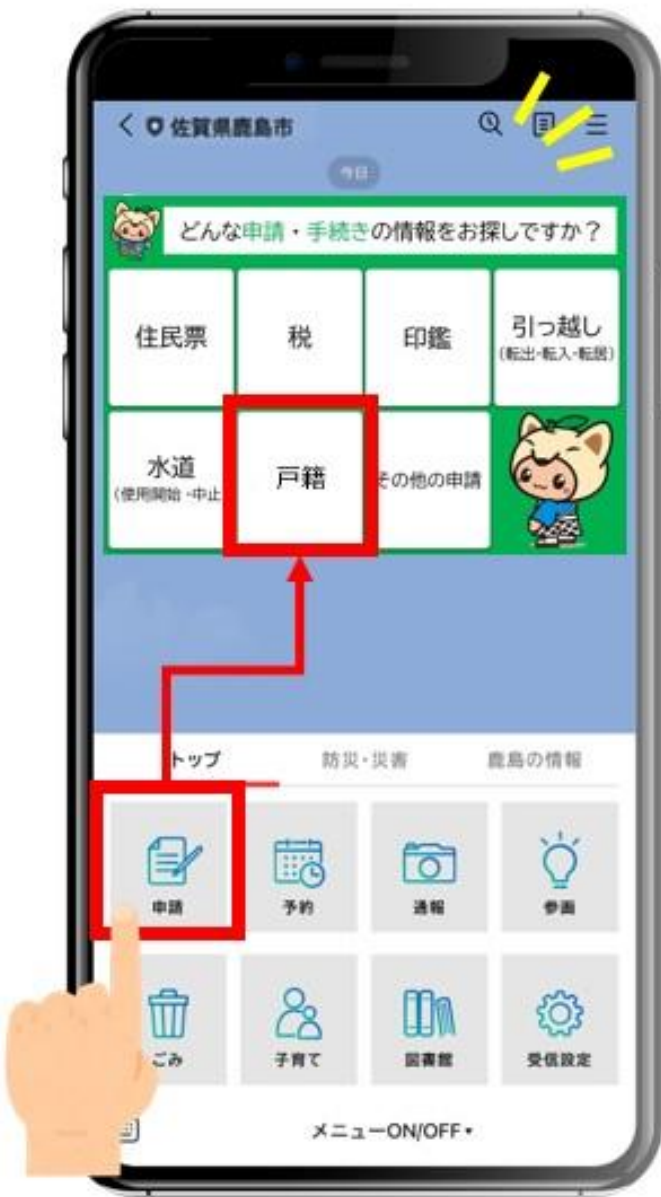 佐賀県鹿島市
今日
どんな申請・手続きの情報をお探しですか?
住民票
税
印鑑
引っ越し
(転出・転入・転居)
水道
(使用開始・中止
戸籍
その他の申請
トップ
防災・災害
鹿島の情報
申請
予約
通報
参画
ごみ
子育て
図書館
受信設定
メニューON/OFF▾